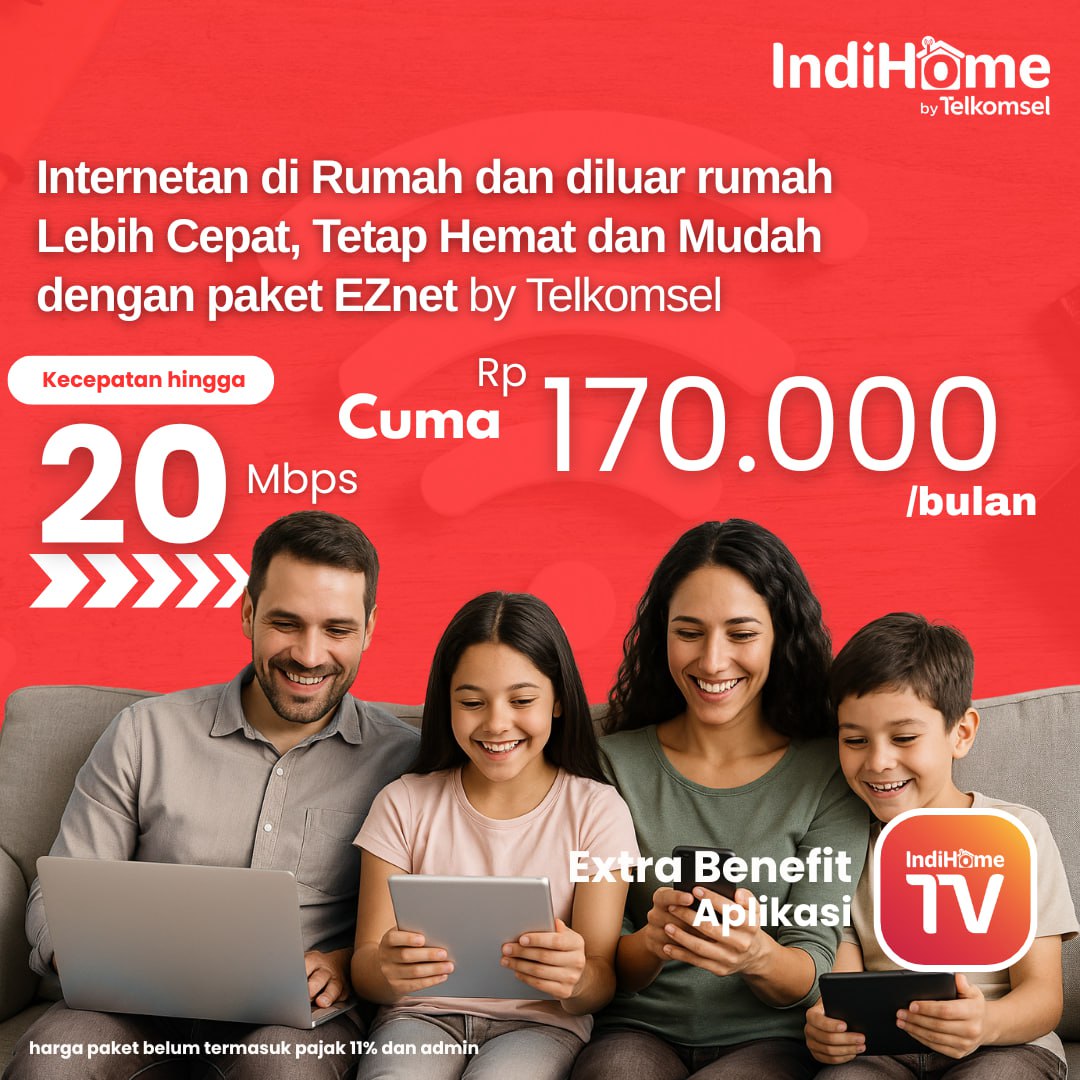 IndiHome
by Telkomsel
Internetan di Rumah dan diluar rumah
Lebih Cepat, Tetap Hemat dan Mudah
dengan paket EZnet by Telkomsel
Kecepatan hingga
20 Mbps
Cuma Rp 170.000
/bulan
Extra Benefit
Aplikasi
IndiHome
TV
harga paket belum termasuk pajak 11% dan admin